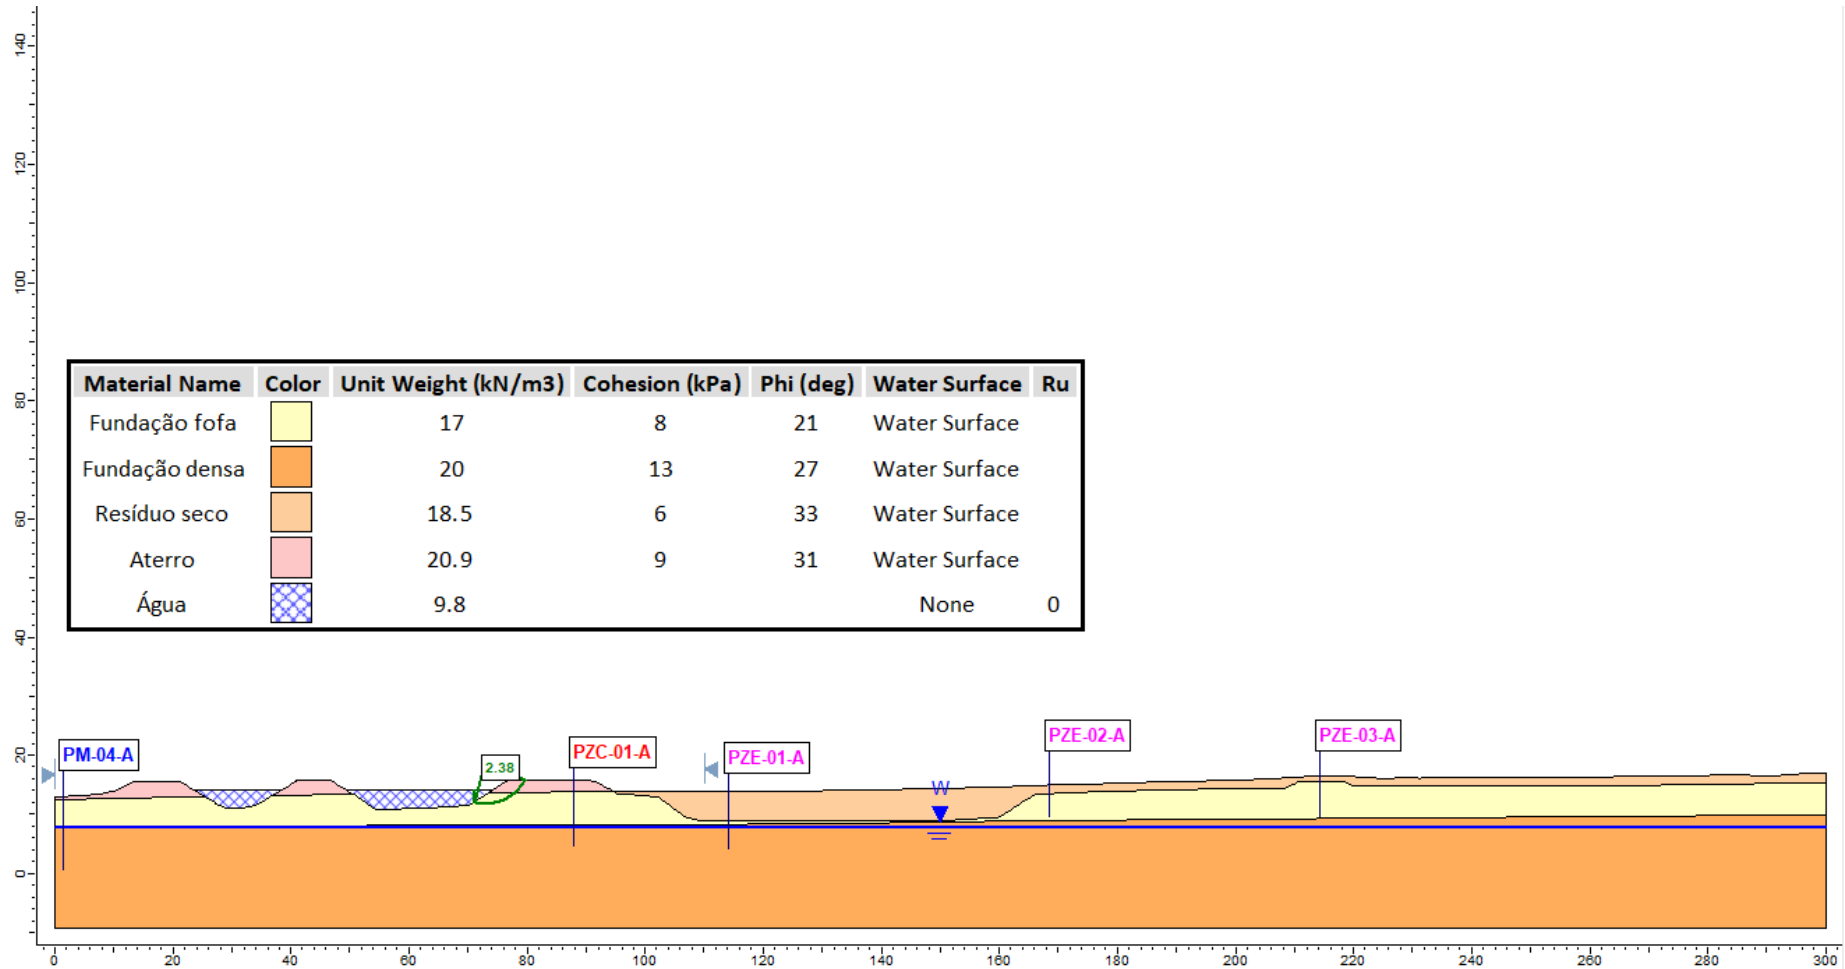 140
120
100
80
60
40
20
0
Material Name Color Unit Weight (kN/m3) Cohesion (kPa) Phi (deg) Water Surface Ru
Fundação fofa 17 8 21 Water Surface
Fundação densa 20 13 27 Water Surface
Resíduo seco 18.5 6 33 Water Surface
Aterro 20.9 9 31 Water Surface
Água 9.8 None 0
PM-04-A
2.38
PZC-01-A
PZE-01-A
W
PZE-02-A
PZE-03-A
0 20 40 60 80 100 120 140 160 180 200 220 240 260 280 300